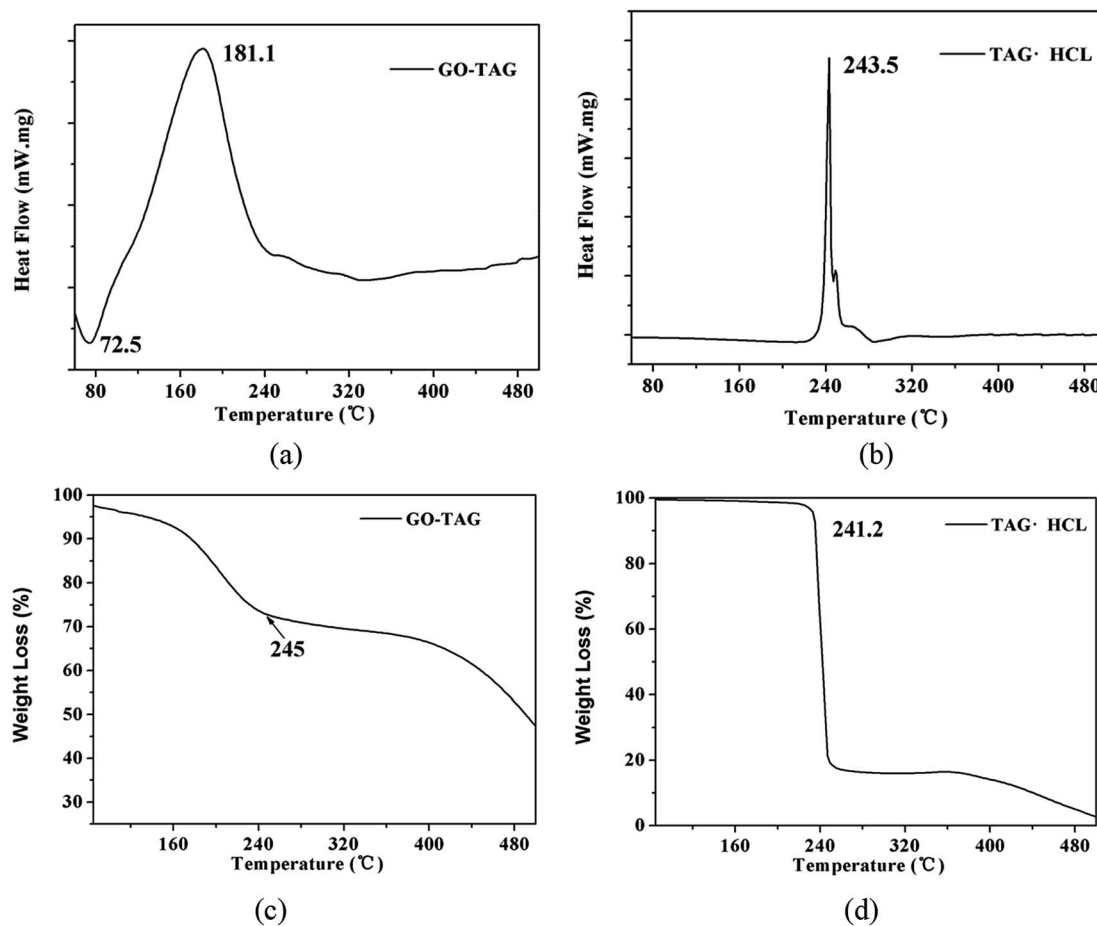 181.1
GO-TAG
72.5
Heat Flow (mW.mg)
80 160 240 320 400 480
Temperature (℃)
(a)
243.5
TAG· HCL
Heat Flow (mW.mg)
80 160 240 320 400 480
Temperature (℃)
(b)
100
90
80
70
60
50
40
30
GO-TAG
245
Weight Loss (%)
160 240 320 400 480
Temperature (℃)
(c)
100
80
60
40
20
0
241.2
TAG· HCL
Weight Loss (%)
160 240 320 400 480
Temperature (℃)
(d)